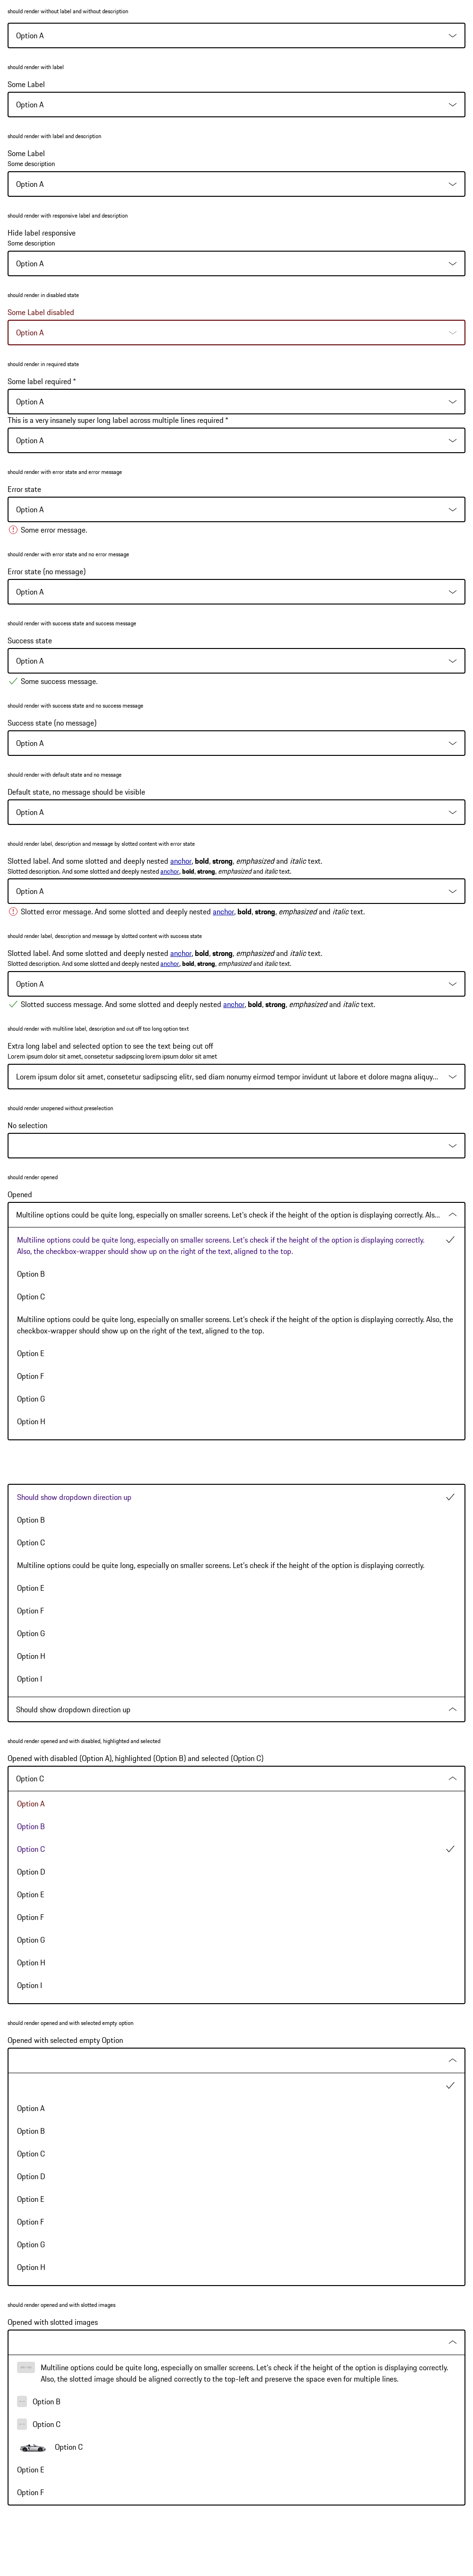 should render without label and without description
Option A
should render with label
Some Label
Option A
should render with label and description
Some Label
Some description
Option A
should render with responsive label and description
Hide label responsive
Some description
Option A
should render in disabled state
Some Label disabled
Option A
should render in required state
Some label required *
Option A
This is a very insanely super long label across multiple lines required *
Option A
should render with error state and error message
Error state
Option A
Some error message.
should render with error state and no error message
Error state (no message)
Option A
should render with success state and success message
Success state
Option A
Some success message.
should render with success state and no success message
Success state (no message)
Option A
should render with default state and no message
Default state, no message should be visible
Option A
should render label, description and message by slotted content with error state
Slotted label. And some slotted and deeply nested anchor, bold, strong, emphasized and italic text.
Slotted description. And some slotted and deeply nested anchor, bold, strong, emphasized and italic text.
Option A
Slotted error message. And some slotted and deeply nested anchor, bold, strong, emphasized and italic text.
should render label, description and message by slotted content with success state
Slotted label. And some slotted and deeply nested anchor, bold, strong, emphasized and italic text.
Slotted description. And some slotted and deeply nested anchor, bold, strong, emphasized and italic text.
Option A
Slotted success message. And some slotted and deeply nested anchor, bold, strong, emphasized and italic text.
should render with multiline label, description and cut off too long option text
Extra long label and selected option to see the text being cut off
Lorem ipsum dolor sit amet, consetetur sadipscing lorem ipsum dolor sit amet
Lorem ipsum dolor sit amet, consetetur sadipscing elitr, sed diam nonumy eirmod tempor invidunt ut labore et dolore magna aliquy...
should render unopened without preselection
No selection
should render opened
Opened
Multiline options could be quite long, especially on smaller screens. Let's check if the height of the option is displaying correctly. Als...
Multiline options could be quite long, especially on smaller screens. Let's check if the height of the option is displaying correctly.
Also, the checkbox-wrapper should show up on the right of the text, aligned to the top.
Option B
Option C
Multiline options could be quite long, especially on smaller screens. Let's check if the height of the option is displaying correctly. Also, the
checkbox-wrapper should show up on the right of the text, aligned to the top.
Option E
Option F
Option G
Option H
Should show dropdown direction up
Option B
Option C
Multiline options could be quite long, especially on smaller screens. Let's check if the height of the option is displaying correctly.
Option E
Option F
Option G
Option H
Option I
Should show dropdown direction up
should render opened and with disabled, highlighted and selected
Opened with disabled (Option A), highlighted (Option B) and selected (Option C)
Option C
Option A
Option B
Option C
Option D
Option E
Option F
Option G
Option H
Option I
should render opened and with selected empty option
Opened with selected empty Option
Option A
Option B
Option C
Option D
Option E
Option F
Option G
Option H
should render opened and with slotted images
Opened with slotted images
Multiline options could be quite long, especially on smaller screens. Let's check if the height of the option is displaying correctly.
Also, the slotted image should be aligned correctly to the top-left and preserve the space even for multiple lines.
Option B
Option C
Option C
Option E
Option F